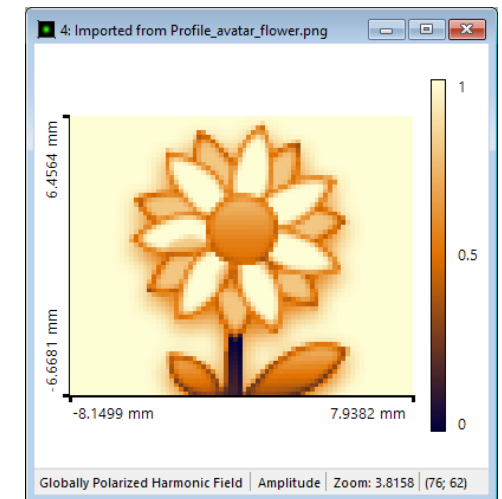 4: Imported from Profile_avatar_flower.png
1
6.4564 mm
0.5
-6.6681 mm
0
-8.1499 mm 7.9382 mm
Globally Polarized Harmonic Field Amplitude Zoom: 3.8158 (76; 62)